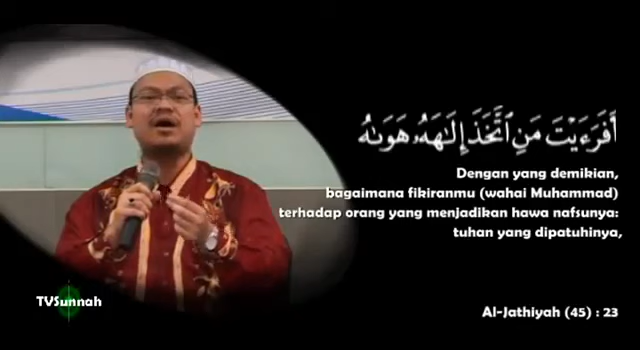 أَفَرَءَيْتَ مَنِ ٱتَّخَذَ إِلَٰهَهُۥ هَوَىٰهُ
Dengan yang demikian,
bagaimana fikiranmu (wahai Muhammad)
terhadap orang yang menjadikan hawa nafsunya:
tuhan yang dipatuhinya,
TVSunnah
Al-Jathiyah (45) : 23